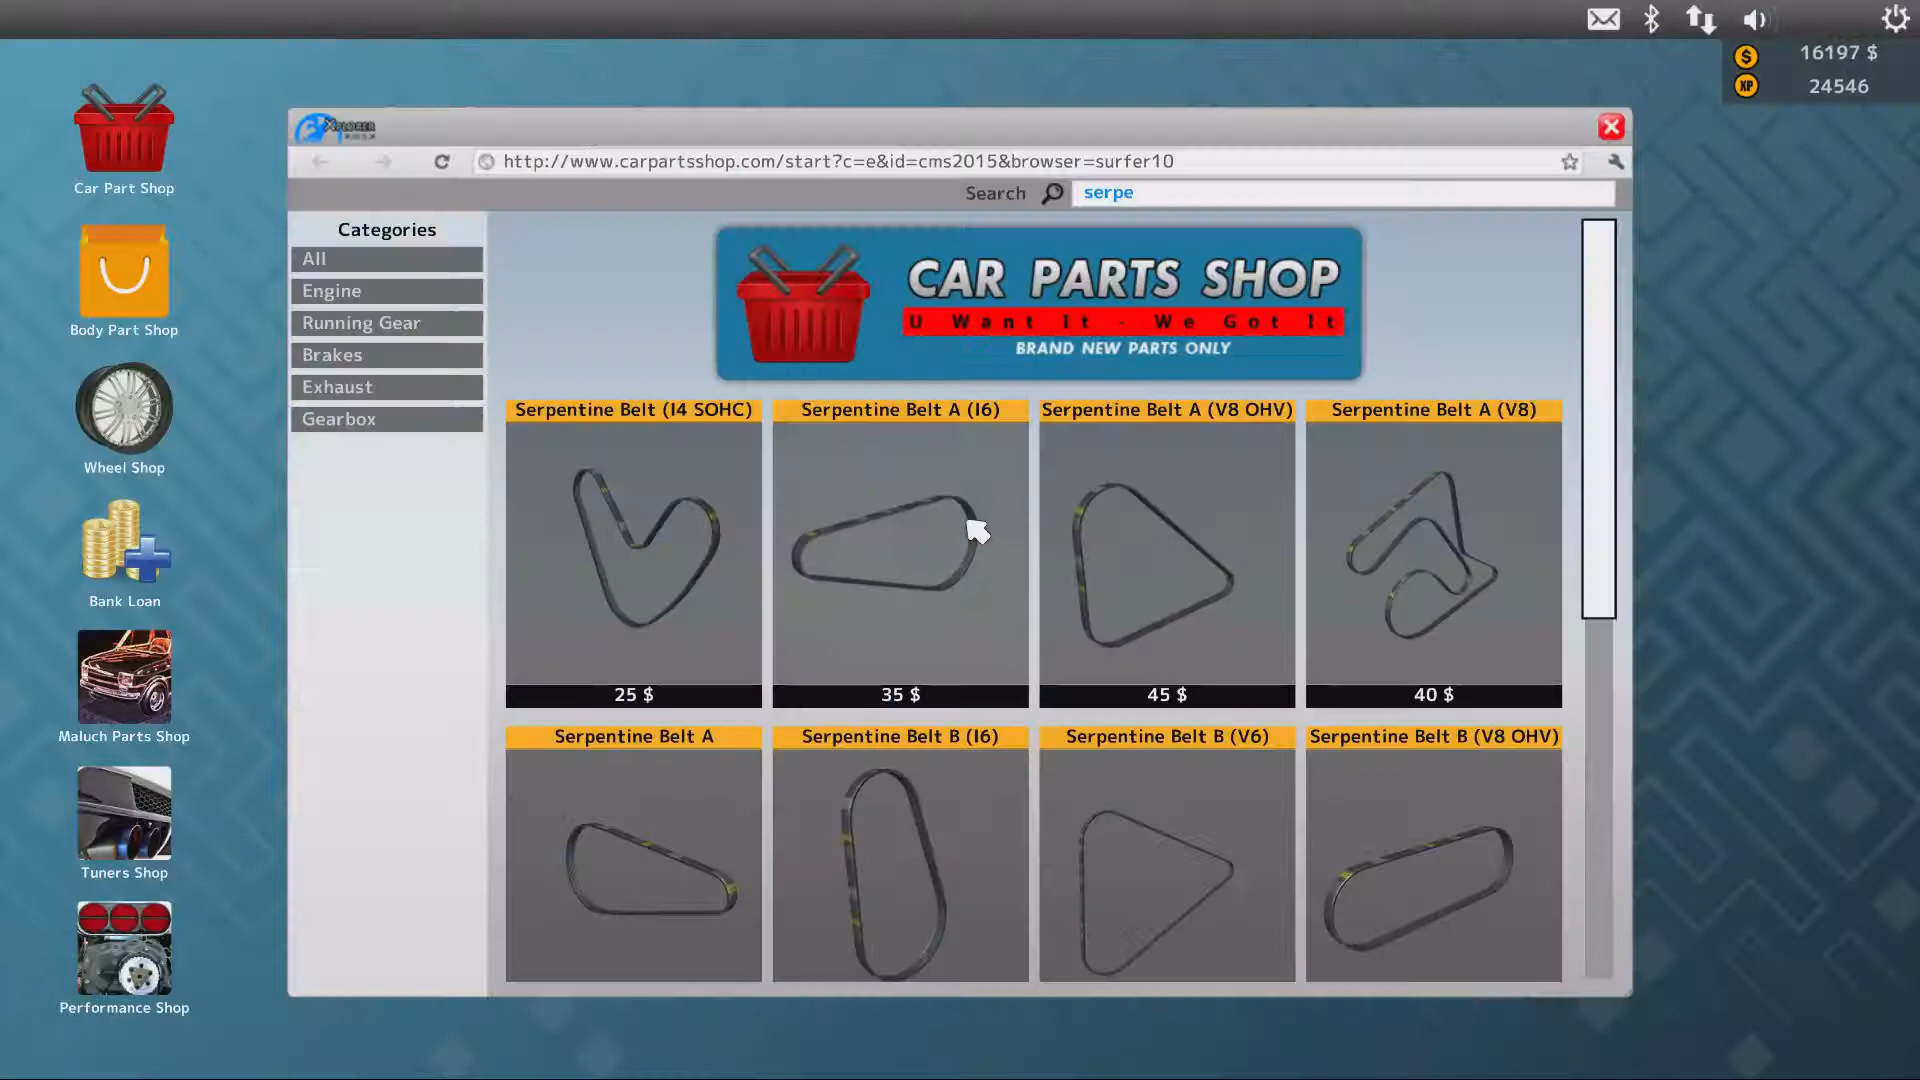 16197 $
XP 24546
Car Part Shop
Body Part Shop
Wheel Shop
Bank Loan
Maluch Parts Shop
Tuners Shop
Performance Shop
http://www.carpartsshop.com/start?c=e&id=cms2015&browser=surfer10
Search serpe
Categories
All
Engine
Running Gear
Brakes
Exhaust
Gearbox
CAR PARTS SHOP
U Want It - We Got It
BRAND NEW PARTS ONLY
Serpentine Belt (I4 SOHC)
25 $
Serpentine Belt A (I6)
35 $
Serpentine Belt A (V8 OHV)
45 $
Serpentine Belt A (V8)
40 $
Serpentine Belt A
Serpentine Belt B (I6)
Serpentine Belt B (V6)
Serpentine Belt B (V8 OHV)